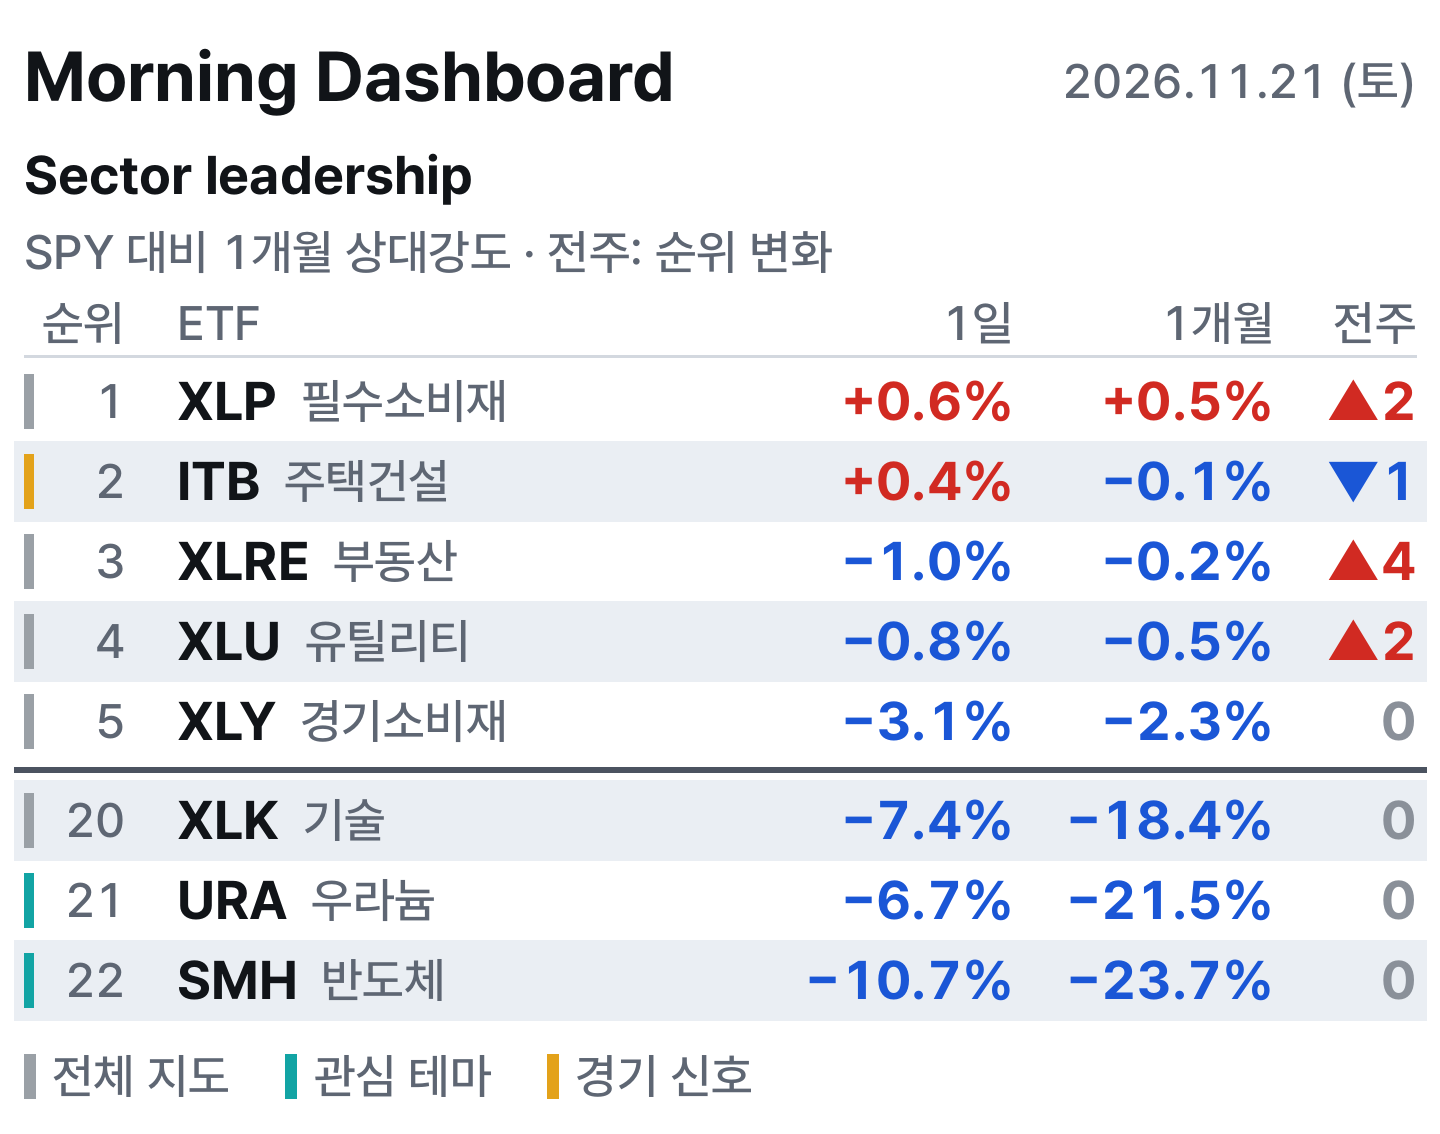 Morning Dashboard 2026.11.21 (토)
Sector leadership
SPY 대비 1개월 상대강도 · 전주: 순위 변화
순위 ETF 1일 1개월 전주
1 XLP 필수소비재 +0.6% +0.5% ▲2
2 ITB 주택건설 +0.4% −0.1% ▼1
3 XLRE 부동산 −1.0% −0.2% ▲4
4 XLU 유틸리티 −0.8% −0.5% ▲2
5 XLY 경기소비재 −3.1% −2.3% 0
20 XLK 기술 −7.4% −18.4% 0
21 URA 우라늄 −6.7% −21.5% 0
22 SMH 반도체 −10.7% −23.7% 0
전체 지도 관심 테마 경기 신호